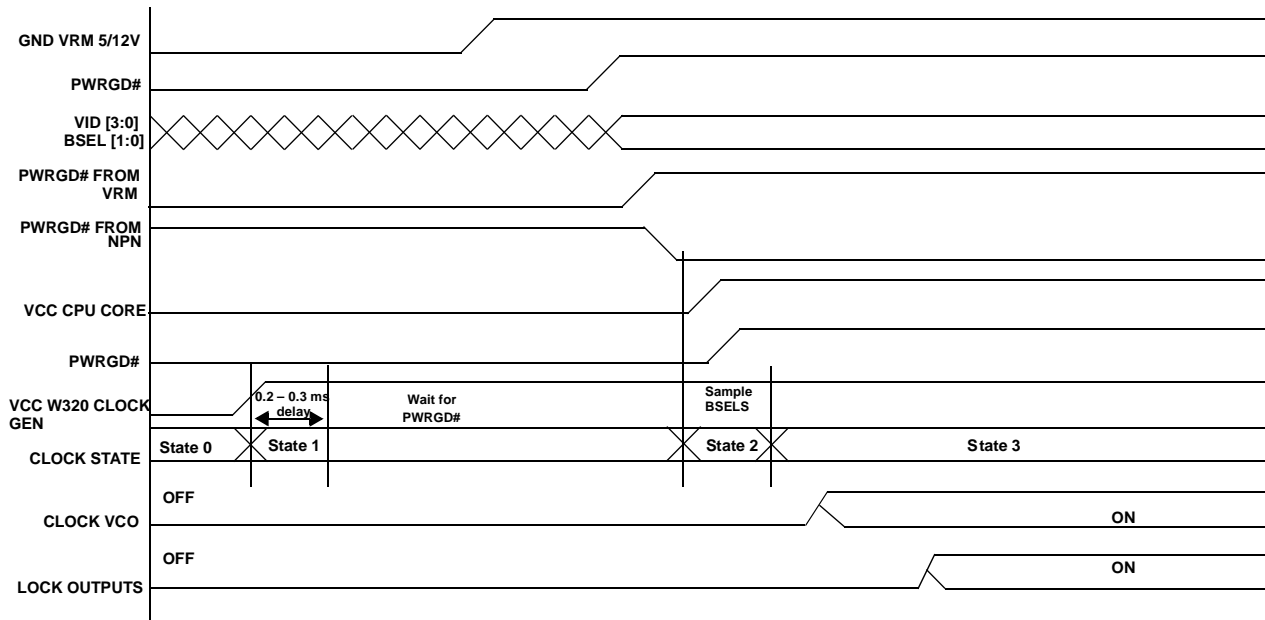 GND VRM 5/12V
PWRGD#
VID [3:0]
BSEL [1:0]
PWRGD# FROM
VRM
PWRGD# FROM
NPN
VCC CPU CORE
PWRGD#
VCC W320 CLOCK
GEN
0.2 – 0.3 ms
delay
Wait for
PWRGD#
Sample
BSELS
CLOCK STATE
State 0
State 1
State 2
State 3
OFF
CLOCK VCO
ON
OFF
LOCK OUTPUTS
ON